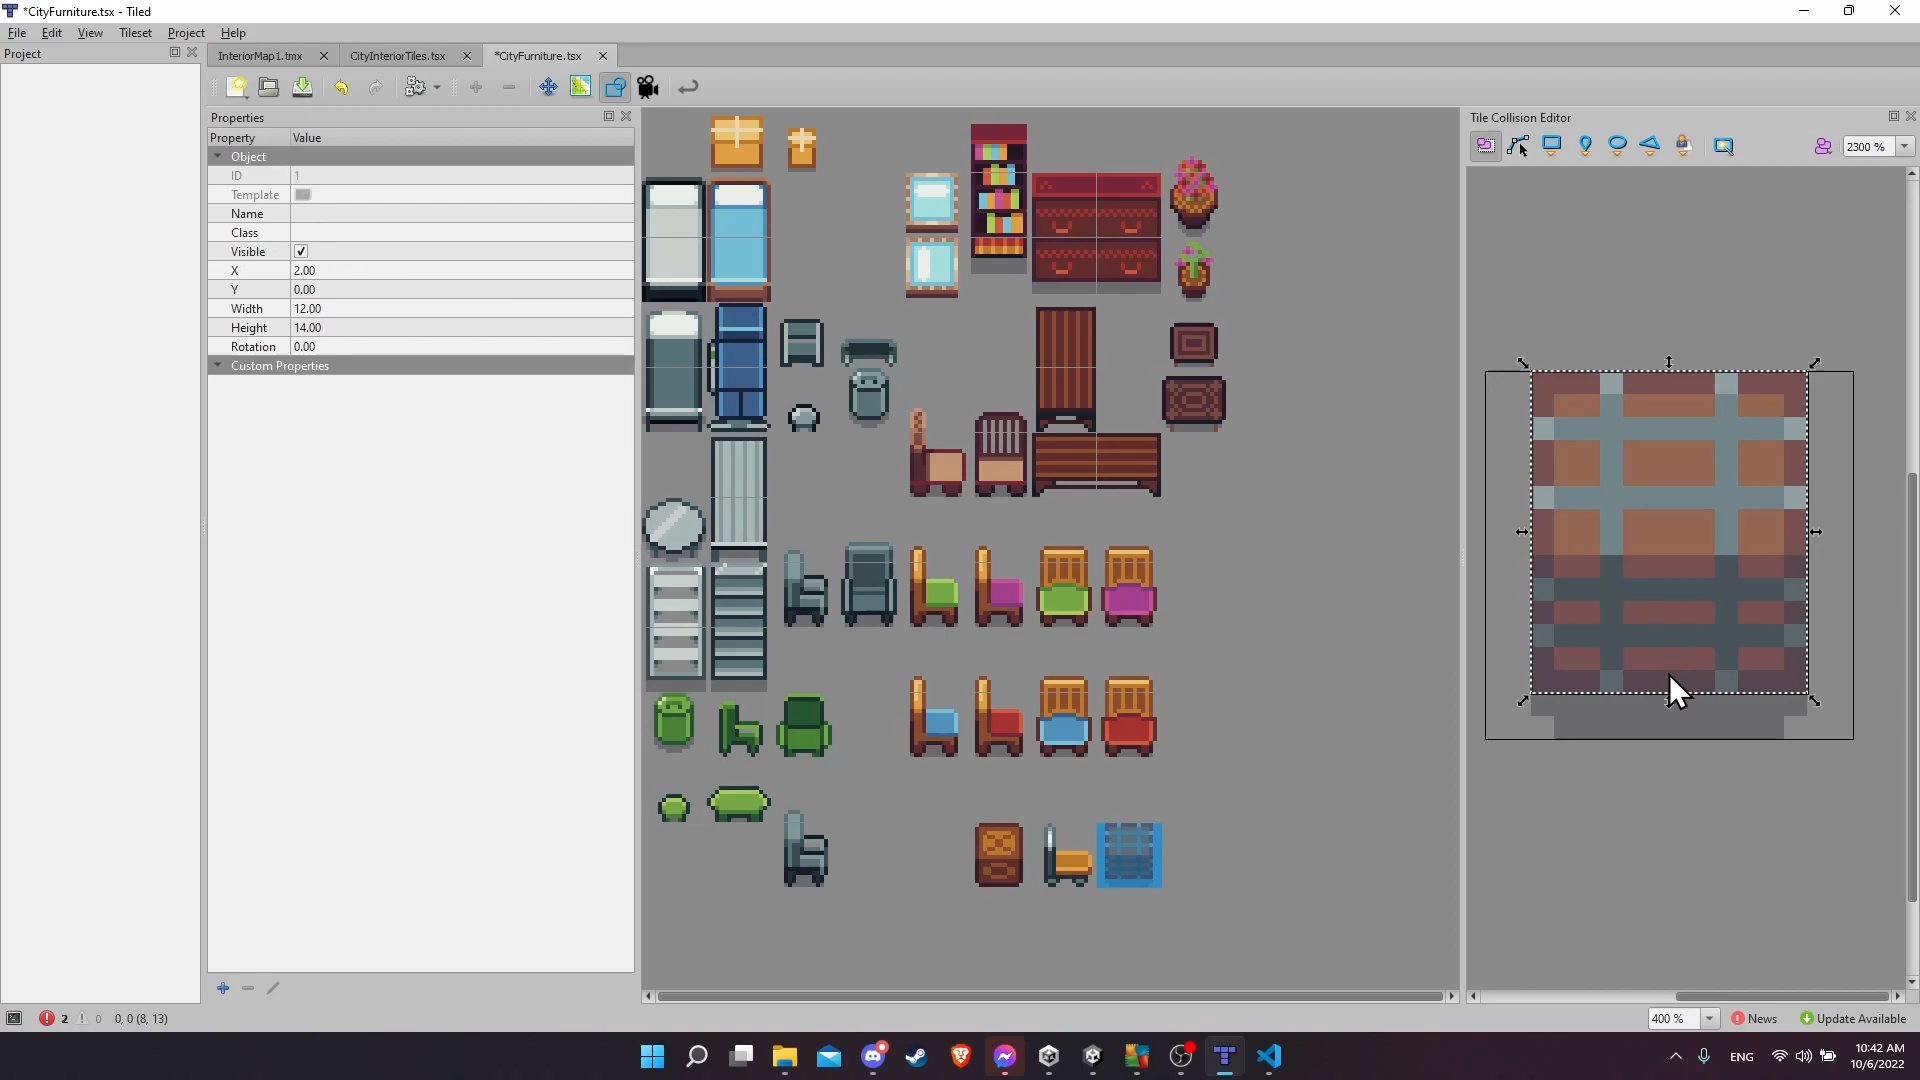 *CityFurniture.tsx - Tiled
File Edit View Tileset Project Help
Project
InteriorMap1.tmx CityInteriorTiles.tsx *CityFurniture.tsx
Properties
Tile Collision Editor
Property Value
2300 %
Object
ID 1
Template
Name
Class
Visible
X 2.00
Y 0.00
Width 12.00
Height 14.00
Rotation 0.00
Custom Properties
2 0 0, 0 (8, 13)
400 % News Update Available
ENG
10:42 AM
10/6/2022